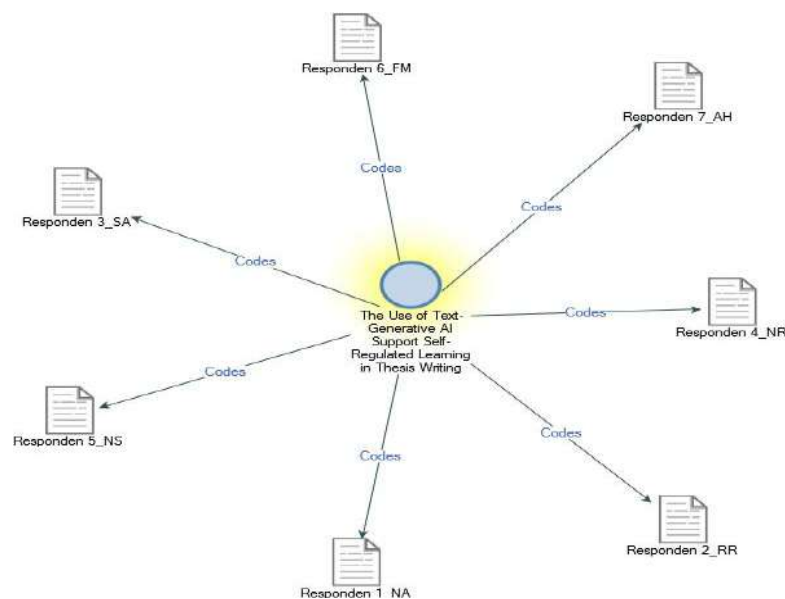 Responden 6_FM
Responden 7_AH
Codes
Codes
Responden 3_SA
Codes
The Use of Text-
Generative AI
Support Self-
Regulated Learning
in Thesis Writing
Codes
Responden 4_NR
Codes
Responden 5_NS
Codes
Codes
Responden 2_RR
Responden 1_NA